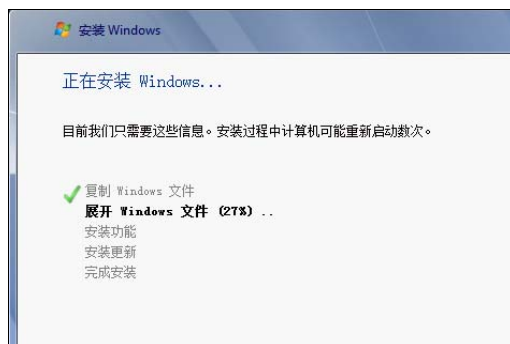 安装 Windows
正在安装 Windows...
目前我们只需要这些信息。安装过程中计算机可能重新启动数次。
复制 Windows 文件
展开 Windows 文件 (27%) ..
安装功能
安装更新
完成安装